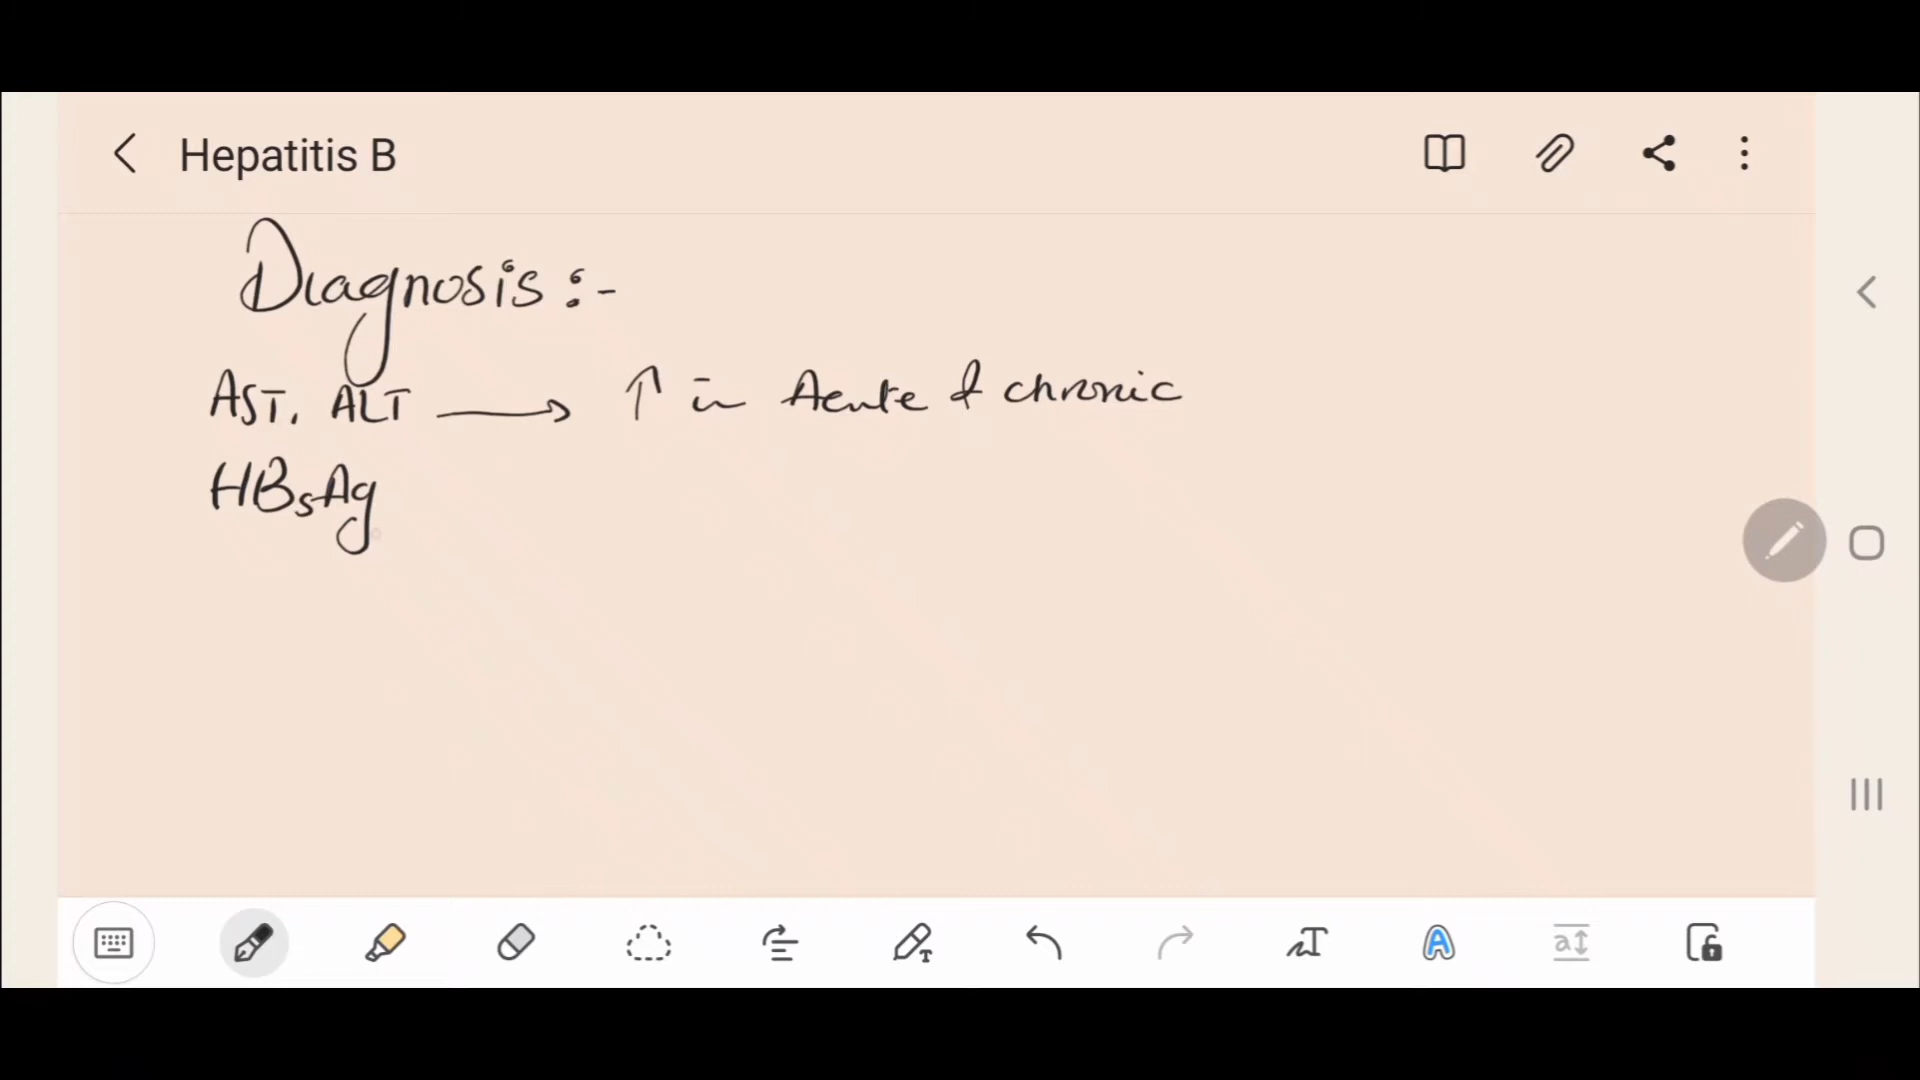 Hepatitis B
Diagnosis :-
AST, ALT → ↑ in Acute & chronic
HBsAg